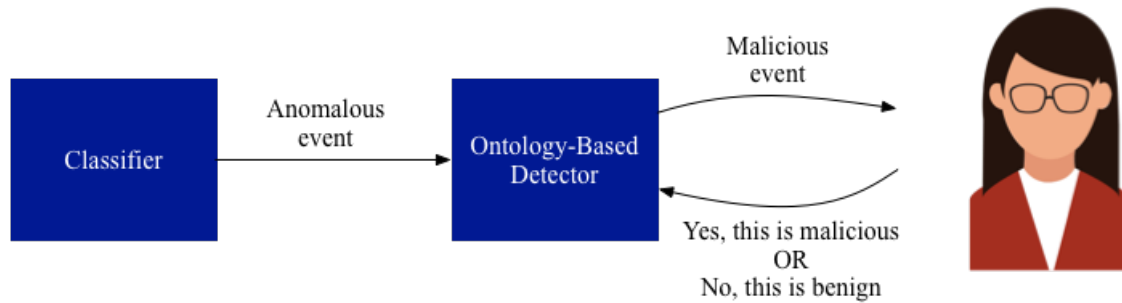 Classifier
Anomalous
event
Ontology-Based
Detector
Malicious
event
Yes, this is malicious
OR
No, this is benign